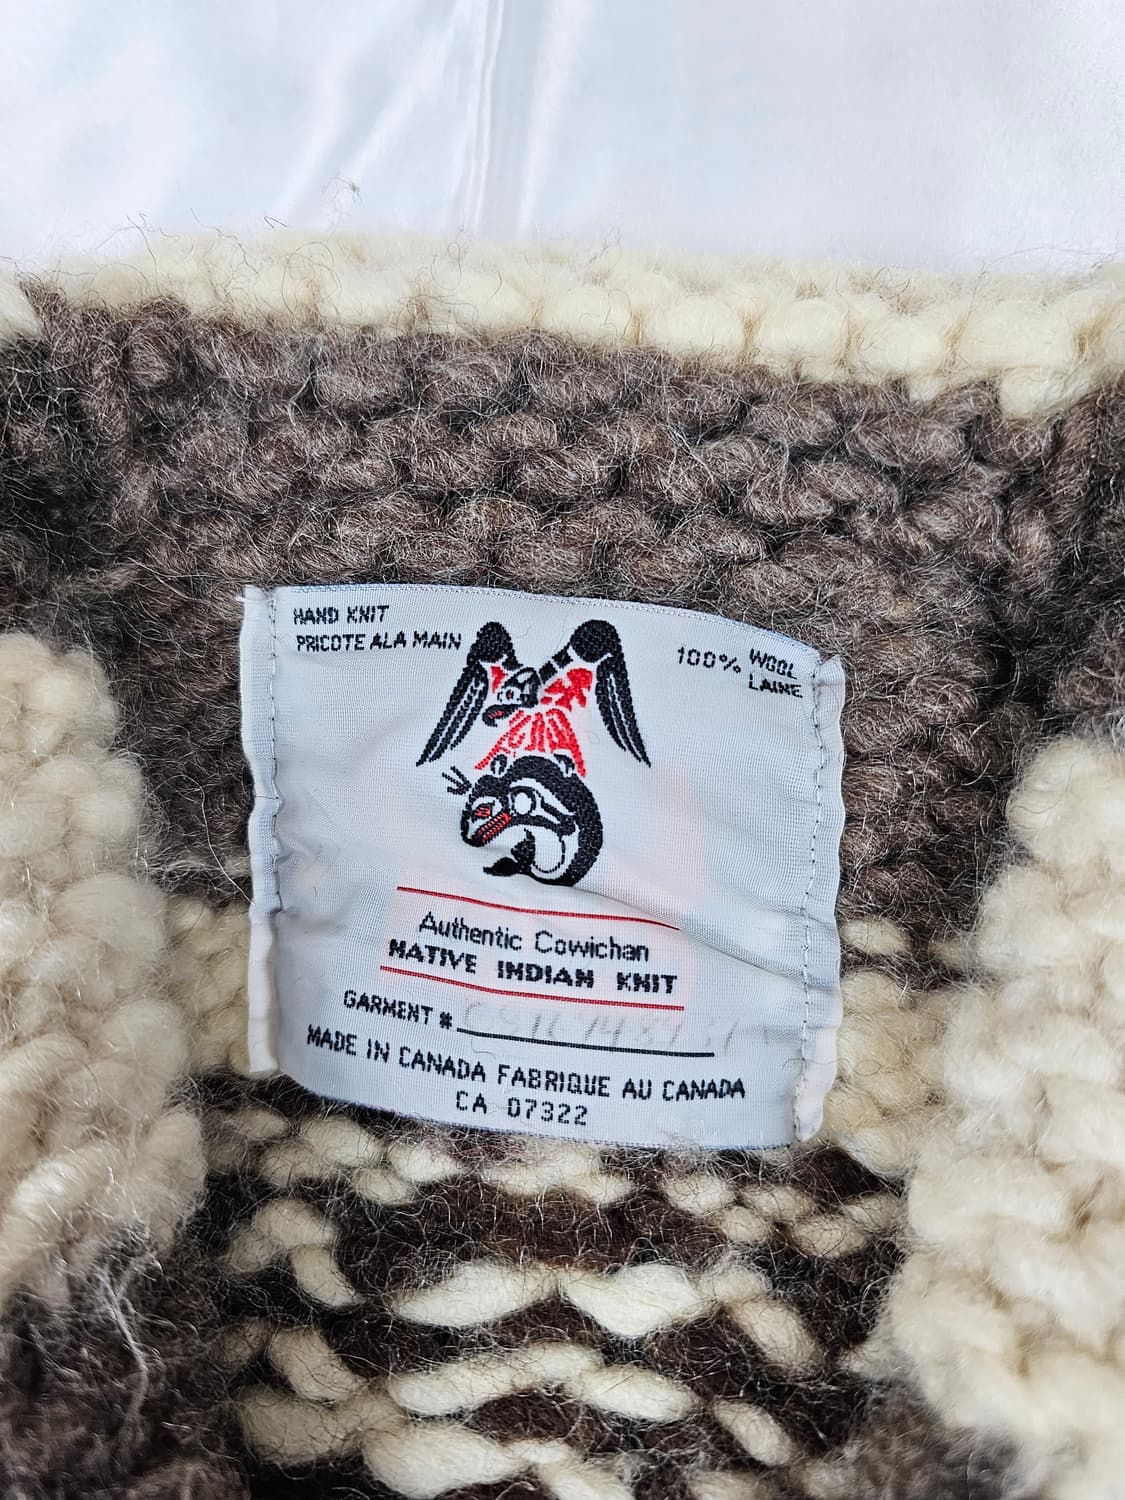 HAND KNIT
PRICOTE ALA MAIN
100% WOOL
LAINE
Authentic Cowichan
NATIVE INDIAN KNIT
GARMENT #
MADE IN CANADA FABRIQUE AU CANADA
CA 07322